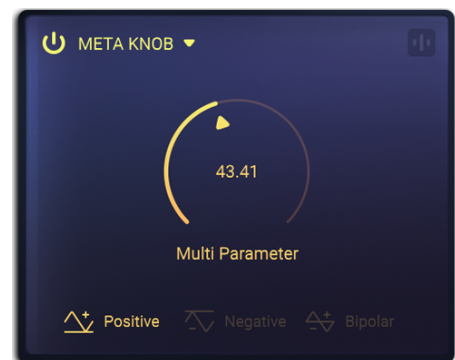 META KNOB
43.41
Multi Parameter
Positive Negative Bipolar